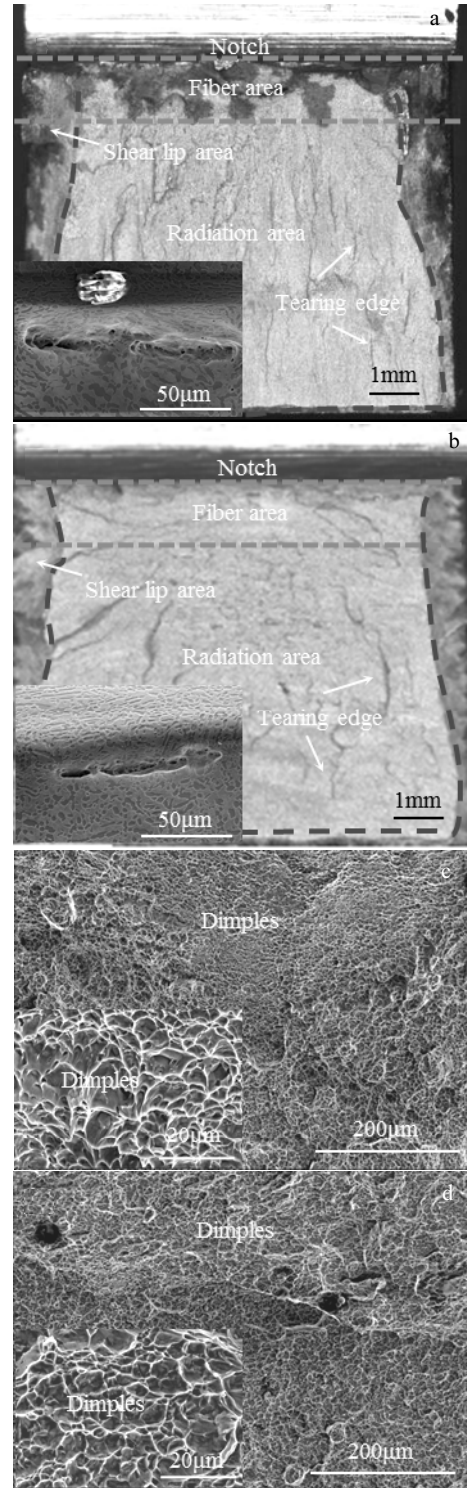 a
Notch
Fiber area
Shear lip area
Radiation area
Tearing edge
50μm
1mm
b
Notch
Fiber area
Shear lip area
Radiation area
Tearing edge
50μm
1mm
c
Dimples
Dimples
20μm
200μm
d
Dimples
Dimples
20μm
200μm